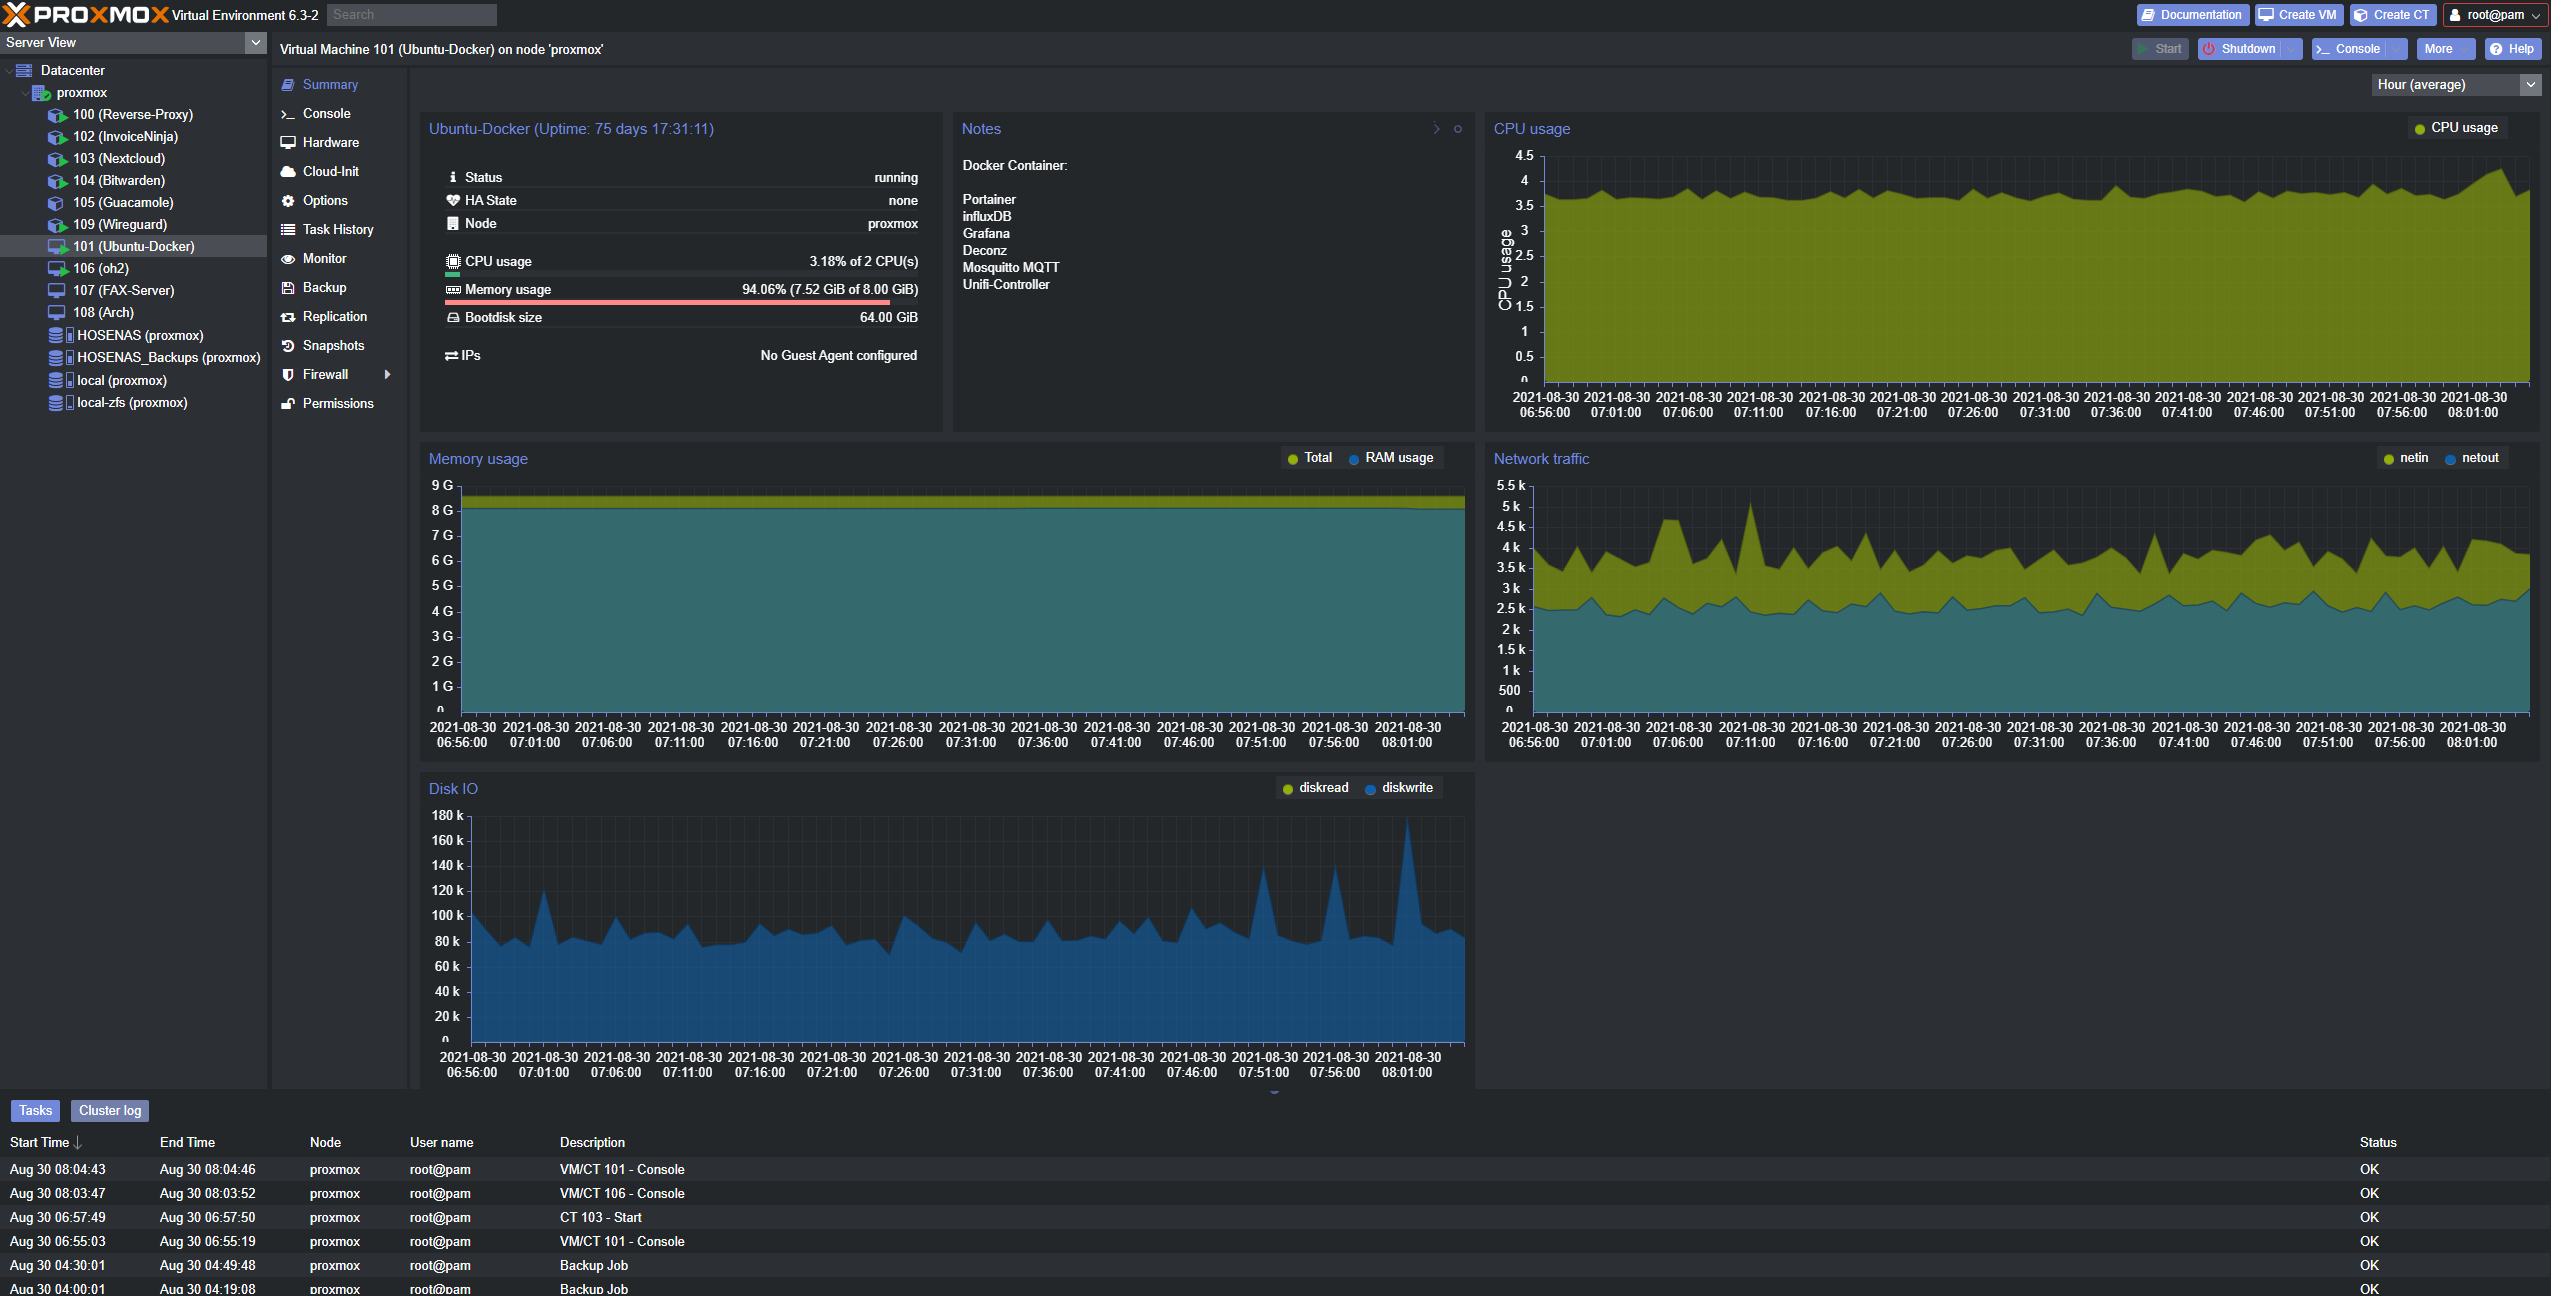 PROXMOX Virtual Environment 6.3-2 Search Documentation Create VM Create CT root@pam
Server View
Datacenter
proxmox
100 (Reverse-Proxy)
102 (InvoiceNinja)
103 (Nextcloud)
104 (Bitwarden)
105 (Guacamole)
109 (Wireguard)
101 (Ubuntu-Docker)
106 (oh2)
107 (FAX-Server)
108 (Arch)
HOSENAS (proxmox)
HOSENAS_Backups (proxmox)
local (proxmox)
local-zfs (proxmox)
Virtual Machine 101 (Ubuntu-Docker) on node 'proxmox' Start Shutdown Console More Help
Summary
Console
Hardware
Cloud-Init
Options
Task History
Monitor
Backup
Replication
Snapshots
Firewall
Permissions
Hour (average)
Ubuntu-Docker (Uptime: 75 days 17:31:11)
Status running
HA State none
Node proxmox
CPU usage 3.18% of 2 CPU(s)
Memory usage 94.06% (7.52 GiB of 8.00 GiB)
Bootdisk size 64.00 GiB
IPs No Guest Agent configured
Notes
Docker Container:
Portainer
influxDB
Grafana
Deconz
Mosquitto MQTT
Unifi-Controller
CPU usage
CPU usage
CPU usage
4.5
4
3.5
3
2.5
2
1.5
1
0.5
0
2021-08-30 2021-08-30 2021-08-30 2021-08-30 2021-08-30 2021-08-30 2021-08-30 2021-08-30 2021-08-30 2021-08-30 2021-08-30 2021-08-30 2021-08-30 2021-08-30
06:56:00 07:01:00 07:06:00 07:11:00 07:16:00 07:21:00 07:26:00 07:31:00 07:36:00 07:41:00 07:46:00 07:51:00 07:56:00 08:01:00
Memory usage
Total RAM usage
9 G
8 G
7 G
6 G
5 G
4 G
3 G
2 G
1 G
0
2021-08-30 2021-08-30 2021-08-30 2021-08-30 2021-08-30 2021-08-30 2021-08-30 2021-08-30 2021-08-30 2021-08-30 2021-08-30 2021-08-30 2021-08-30 2021-08-30
06:56:00 07:01:00 07:06:00 07:11:00 07:16:00 07:21:00 07:26:00 07:31:00 07:36:00 07:41:00 07:46:00 07:51:00 07:56:00 08:01:00
Network traffic
netin netout
5.5 k
5 k
4.5 k
4 k
3.5 k
3 k
2.5 k
2 k
1.5 k
1 k
500
0
2021-08-30 2021-08-30 2021-08-30 2021-08-30 2021-08-30 2021-08-30 2021-08-30 2021-08-30 2021-08-30 2021-08-30 2021-08-30 2021-08-30 2021-08-30 2021-08-30
06:56:00 07:01:00 07:06:00 07:11:00 07:16:00 07:21:00 07:26:00 07:31:00 07:36:00 07:41:00 07:46:00 07:51:00 07:56:00 08:01:00
Disk IO
diskread diskwrite
180 k
160 k
140 k
120 k
100 k
80 k
60 k
40 k
20 k
0
2021-08-30 2021-08-30 2021-08-30 2021-08-30 2021-08-30 2021-08-30 2021-08-30 2021-08-30 2021-08-30 2021-08-30 2021-08-30 2021-08-30 2021-08-30 2021-08-30
06:56:00 07:01:00 07:06:00 07:11:00 07:16:00 07:21:00 07:26:00 07:31:00 07:36:00 07:41:00 07:46:00 07:51:00 07:56:00 08:01:00
Tasks Cluster log
Start Time End Time Node User name Description Status
Aug 30 08:04:43 Aug 30 08:04:46 proxmox root@pam VM/CT 101 - Console OK
Aug 30 08:03:47 Aug 30 08:03:52 proxmox root@pam VM/CT 106 - Console OK
Aug 30 06:57:49 Aug 30 06:57:50 proxmox root@pam CT 103 - Start OK
Aug 30 06:55:03 Aug 30 06:55:19 proxmox root@pam VM/CT 101 - Console OK
Aug 30 04:30:01 Aug 30 04:49:48 proxmox root@pam Backup Job OK
Aug 30 04:00:01 Aug 30 04:19:08 proxmox root@pam Backup Job OK